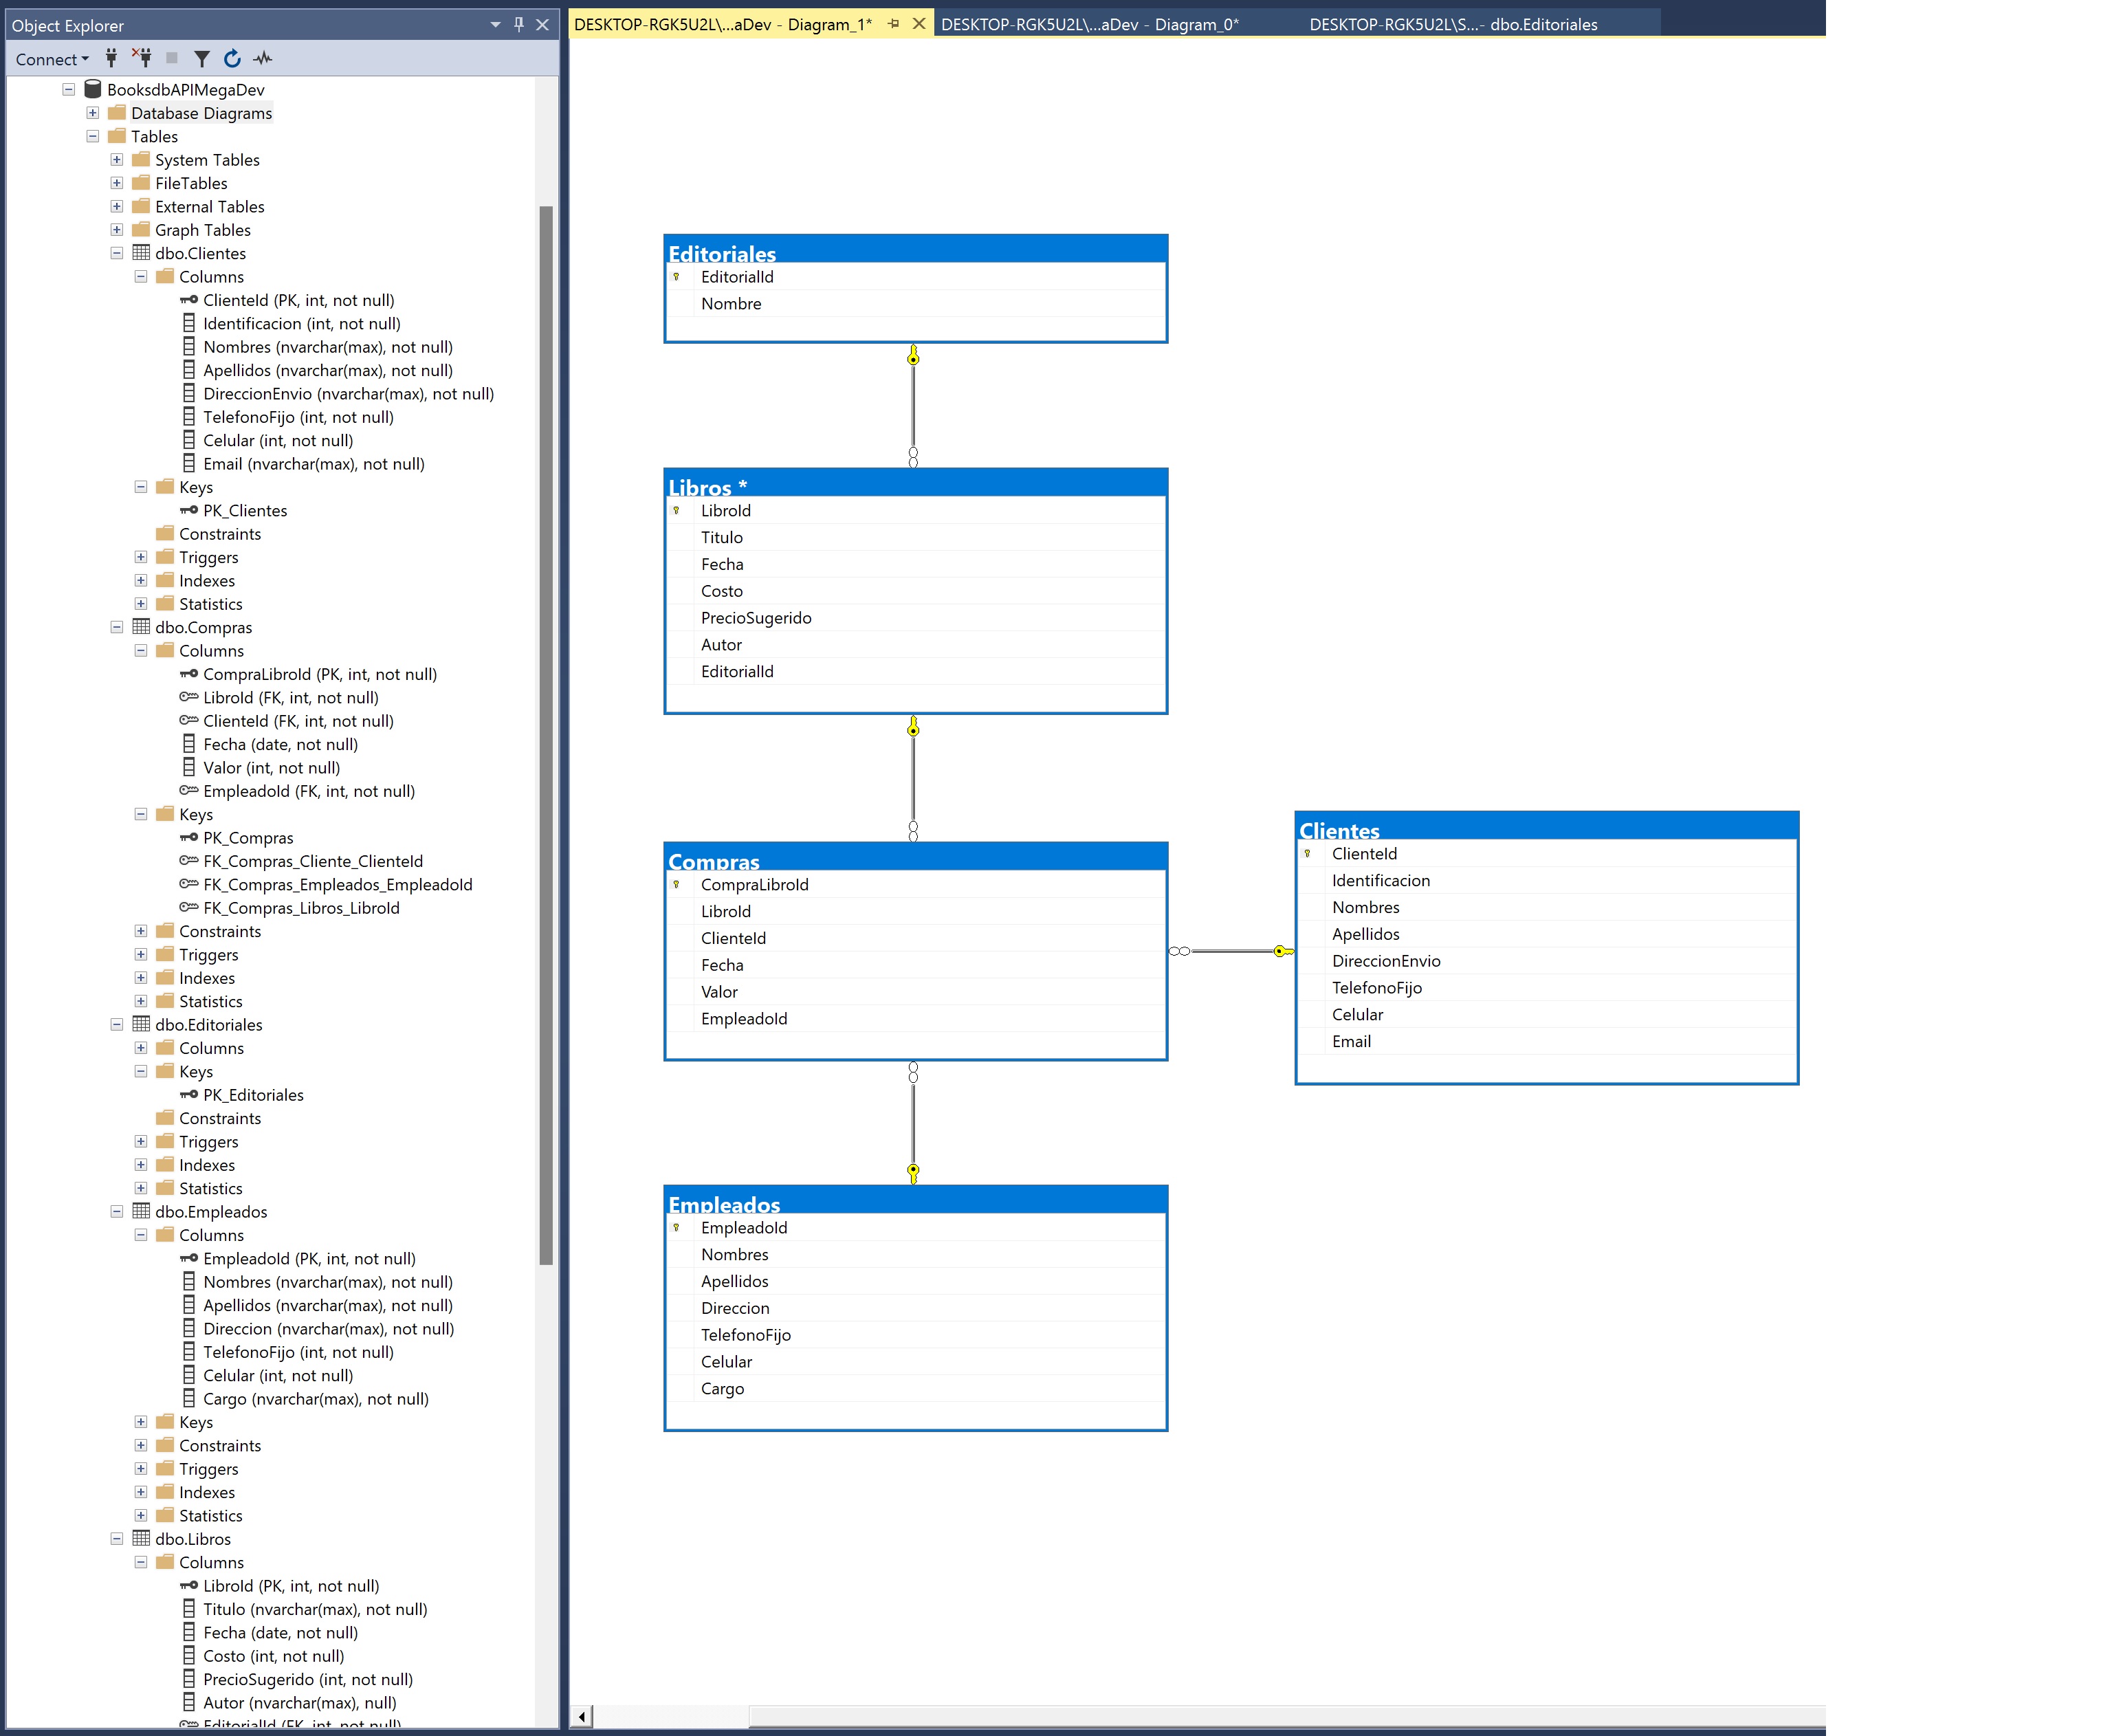 Object Explorer
Connect
BooksdbAPIMegaDev
Database Diagrams
Tables
System Tables
FileTables
External Tables
Graph Tables
dbo.Clientes
Columns
ClienteId (PK, int, not null)
Identificacion (int, not null)
Nombres (nvarchar(max), not null)
Apellidos (nvarchar(max), not null)
DireccionEnvio (nvarchar(max), not null)
TelefonoFijo (int, not null)
Celular (int, not null)
Email (nvarchar(max), not null)
Keys
PK_Clientes
Constraints
Triggers
Indexes
Statistics
dbo.Compras
Columns
CompraLibroId (PK, int, not null)
LibroId (FK, int, not null)
ClienteId (FK, int, not null)
Fecha (date, not null)
Valor (int, not null)
EmpleadoId (FK, int, not null)
Keys
PK_Compras
FK_Compras_Cliente_ClienteId
FK_Compras_Empleados_EmpleadoId
FK_Compras_Libros_LibroId
Constraints
Triggers
Indexes
Statistics
dbo.Editoriales
Columns
Keys
PK_Editoriales
Constraints
Triggers
Indexes
Statistics
dbo.Empleados
Columns
EmpleadoId (PK, int, not null)
Nombres (nvarchar(max), not null)
Apellidos (nvarchar(max), not null)
Direccion (nvarchar(max), not null)
TelefonoFijo (int, not null)
Celular (int, not null)
Cargo (nvarchar(max), not null)
Keys
Constraints
Triggers
Indexes
Statistics
dbo.Libros
Columns
LibroId (PK, int, not null)
Titulo (nvarchar(max), not null)
Fecha (date, not null)
Costo (int, not null)
PrecioSugerido (int, not null)
Autor (nvarchar(max), null)
EditorialId (FK, int, not null)
DESKTOP-RGK5U2L\...aDev - Diagram_1*
DESKTOP-RGK5U2L\...aDev - Diagram_0*
DESKTOP-RGK5U2L\S...- dbo.Editoriales
Editoriales
EditorialId
Nombre
Libros *
LibroId
Titulo
Fecha
Costo
PrecioSugerido
Autor
EditorialId
Compras
CompraLibroId
LibroId
ClienteId
Fecha
Valor
EmpleadoId
Clientes
ClienteId
Identificacion
Nombres
Apellidos
DireccionEnvio
TelefonoFijo
Celular
Email
Empleados
EmpleadoId
Nombres
Apellidos
Direccion
TelefonoFijo
Celular
Cargo